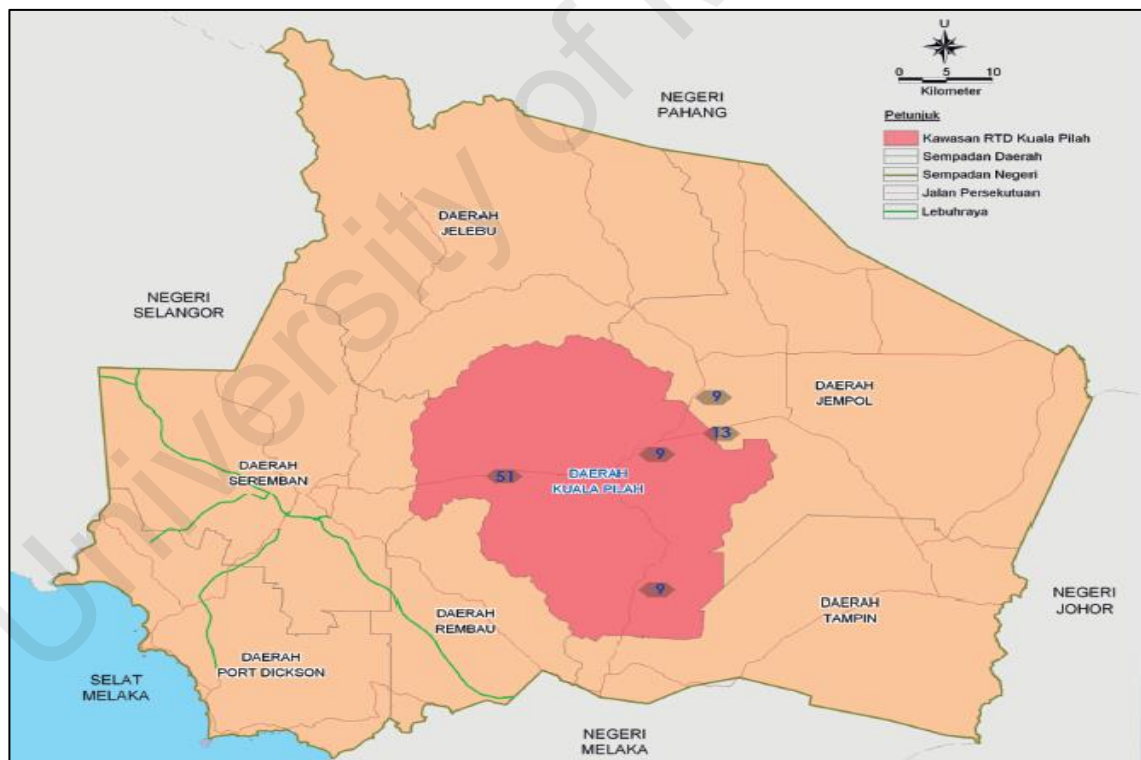 U
0 5 10
Kilometer
Petunjuk
Kawasan RTD Kuala Pilah
Sempadan Daerah
Sempadan Negeri
Jalan Persekutuan
Lebuhraya
NEGERI
PAHANG
DAERAH
JELEBU
NEGERI
SELANGOR
DAERAH
JEMPOL
9
13
9
51
DAERAH
KUALA PILAH
DAERAH
SEREMBAN
9
DAERAH
TAMPIN
NEGERI
JOHOR
DAERAH
REMBAU
DAERAH
PORT DICKSON
SELAT
MELAKA
NEGERI
MELAKA
University of